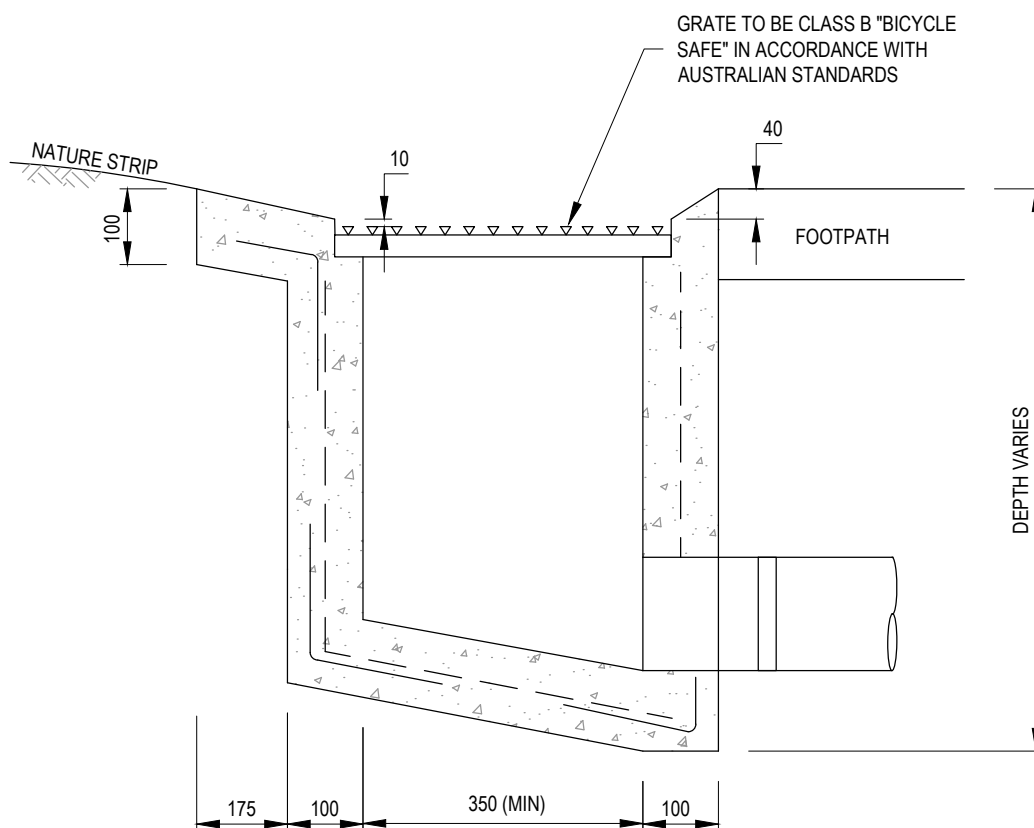 GRATE TO BE CLASS B "BICYCLE
SAFE" IN ACCORDANCE WITH
AUSTRALIAN STANDARDS
40
NATURE STRIP
10
100
FOOTPATH
DEPTH VARIES
175
100
350 (MIN)
100